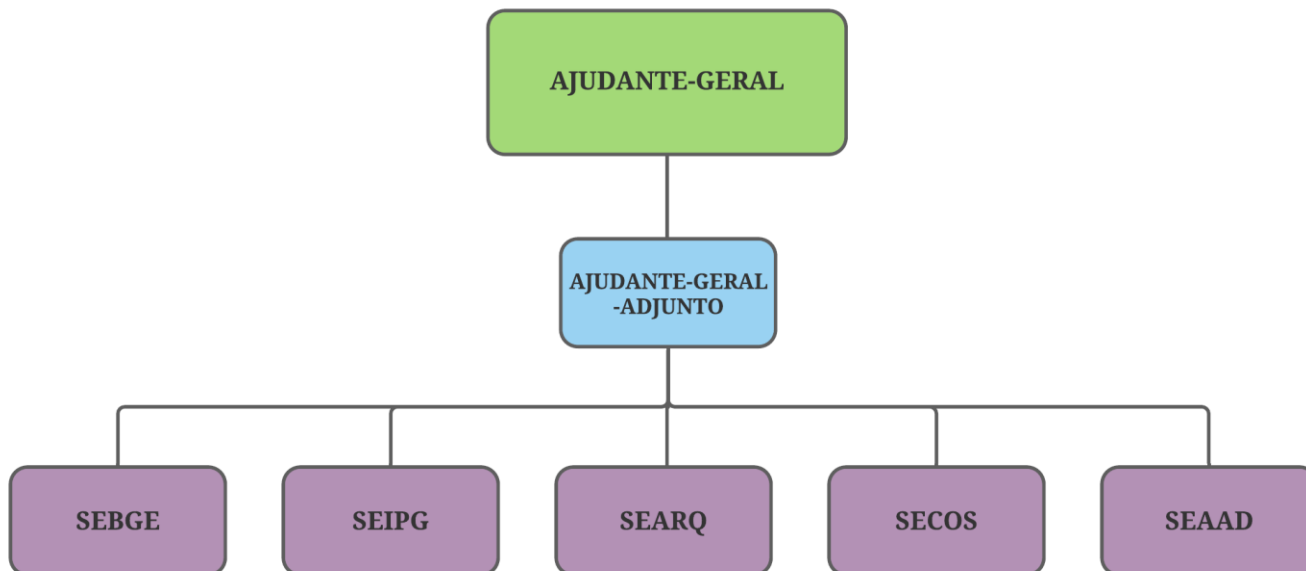 AJUDANTE-GERAL
AJUDANTE-GERAL
-ADJUNTO
SEBGE
SEIPG
SEARQ
SECOS
SEAAD